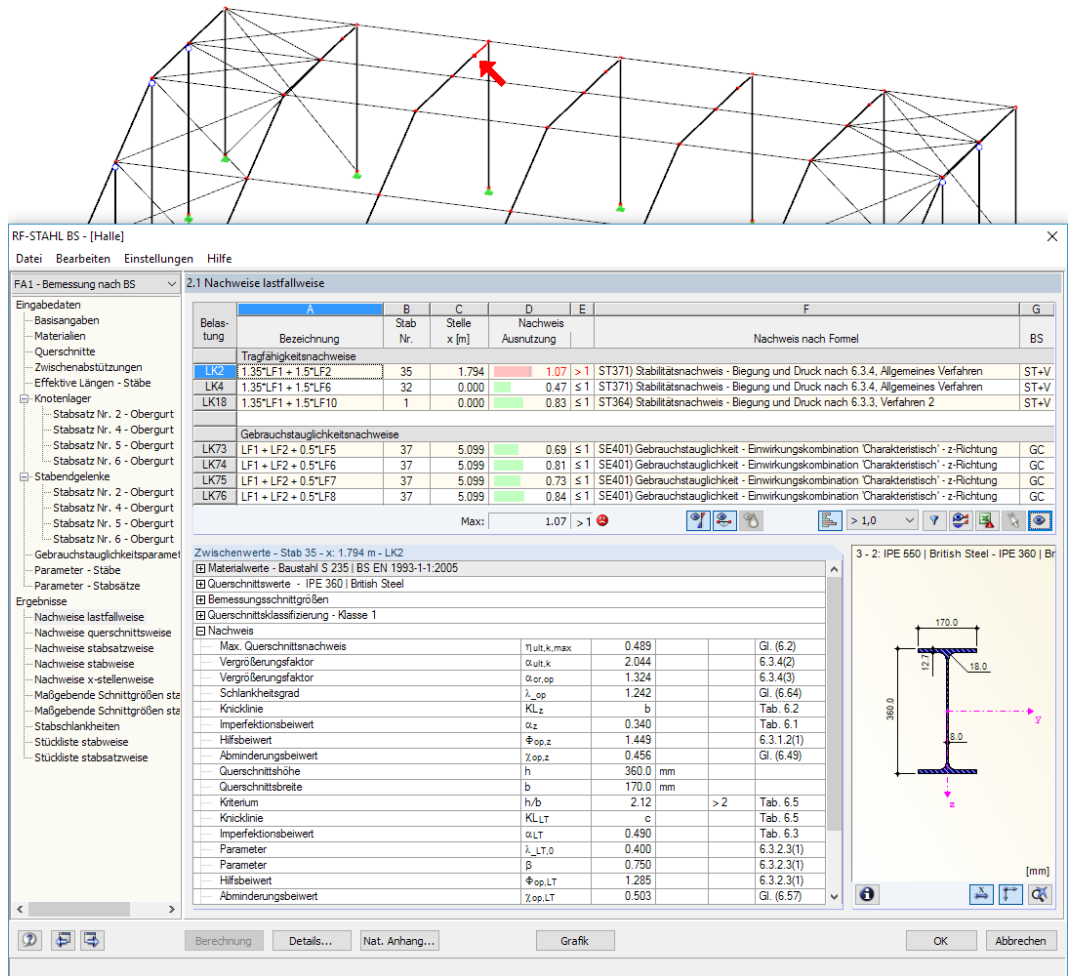 RF-STAHL BS - [Halle]
Datei Bearbeiten Einstellungen Hilfe
FA1 - Bemessung nach BS
2.1 Nachweise lastfallweise
Eingabedaten
Basisangaben
Materialien
Querschnitte
Zwischenabstützungen
Effektive Längen - Stäbe
Knotenlager
Stabsatz Nr. 2 - Obergurt
Stabsatz Nr. 4 - Obergurt
Stabsatz Nr. 5 - Obergurt
Stabsatz Nr. 6 - Obergurt
Stabendgelenke
Stabsatz Nr. 2 - Obergurt
Stabsatz Nr. 4 - Obergurt
Stabsatz Nr. 5 - Obergurt
Stabsatz Nr. 6 - Obergurt
Gebrauchstauglichkeitsparamet
Parameter - Stäbe
Parameter - Stabsätze
Ergebnisse
Nachweise lastfallweise
Nachweise querschnittsweise
Nachweise stabsatzweise
Nachweise stabweise
Nachweise x-stellenweise
Maßgebende Schnittgrößen sta
Maßgebende Schnittgrößen sta
Stabschlankheiten
Stückliste stabweise
Stückliste stabsatzweise
A B C D E F G
Belas- Stab Stelle Nachweis
tung Bezeichnung Nr. x [m] Ausnutzung Nachweis nach Formel BS
Tragfähigkeitsnachweise
LK2 1.35*LF1 + 1.5*LF2 35 1.794 1.07 > 1 ST371) Stabilitätsnachweis - Biegung und Druck nach 6.3.4, Allgemeines Verfahren ST+V
LK4 1.35*LF1 + 1.5*LF6 32 0.000 0.47 ≤ 1 ST371) Stabilitätsnachweis - Biegung und Druck nach 6.3.4, Allgemeines Verfahren ST+V
LK18 1.35*LF1 + 1.5*LF10 1 0.000 0.83 ≤ 1 ST364) Stabilitätsnachweis - Biegung und Druck nach 6.3.3, Verfahren 2 ST+V
Gebrauchstauglichkeitsnachweise
LK73 LF1 + LF2 + 0.5*LF5 37 5.099 0.69 ≤ 1 SE401) Gebrauchstauglichkeit - Einwirkungskombination 'Charakteristisch' - z-Richtung GC
LK74 LF1 + LF2 + 0.5*LF6 37 5.099 0.81 ≤ 1 SE401) Gebrauchstauglichkeit - Einwirkungskombination 'Charakteristisch' - z-Richtung GC
LK75 LF1 + LF2 + 0.5*LF7 37 5.099 0.73 ≤ 1 SE401) Gebrauchstauglichkeit - Einwirkungskombination 'Charakteristisch' - z-Richtung GC
LK76 LF1 + LF2 + 0.5*LF8 37 5.099 0.84 ≤ 1 SE401) Gebrauchstauglichkeit - Einwirkungskombination 'Charakteristisch' - z-Richtung GC
Max: 1.07 > 1
> 1,0
Zwischenwerte - Stab 35 - x: 1.794 m - LK2
Materialwerte - Baustahl S 235 | BS EN 1993-1-1:2005
Querschnittswerte - IPE 360 | British Steel
Bemessungsschnittgrößen
Querschnittsklassifizierung - Klasse 1
Nachweis
Max. Querschnittsnachweis η ult,k,max 0.489 Gl. (6.2)
Vergrößerungsfaktor α ult,k 2.044 6.3.4(2)
Vergrößerungsfaktor α cr,op 1.324 6.3.4(3)
Schlankheitsgrad λ_op 1.242 Gl. (6.64)
Knicklinie KLz b Tab. 6.2
Imperfektionsbeiwert αz 0.340 Tab. 6.1
Hilfsbeiwert Φop,z 1.449 6.3.1.2(1)
Abminderungsbeiwert χop,z 0.456 Gl. (6.49)
Querschnittshöhe h 360.0 mm
Querschnittsbreite b 170.0 mm
Kriterium h/b 2.12 > 2 Tab. 6.5
Knicklinie KLLT c Tab. 6.5
Imperfektionsbeiwert αLT 0.490 Tab. 6.3
Parameter λ_LT,0 0.400 6.3.2.3(1)
Parameter β 0.750 6.3.2.3(1)
Hilfsbeiwert Φop,LT 1.285 6.3.2.3(1)
Abminderungsbeiwert χop,LT 0.503 Gl. (6.57)
3 - 2: IPE 550 | British Steel - IPE 360 | Br
170.0
12.7
18.0
360.0
8.0
y
z
[mm]
Berechnung Details... Nat. Anhang... Grafik OK Abbrechen